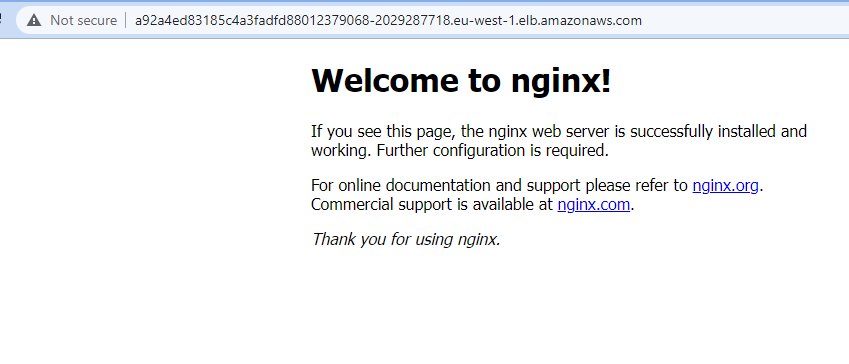 Not secure a92a4ed83185c4a3fadfd88012379068-2029287718.eu-west-1.elb.amazonaws.com
Welcome to nginx!
If you see this page, the nginx web server is successfully installed and
working. Further configuration is required.
For online documentation and support please refer to nginx.org.
Commercial support is available at nginx.com.
Thank you for using nginx.